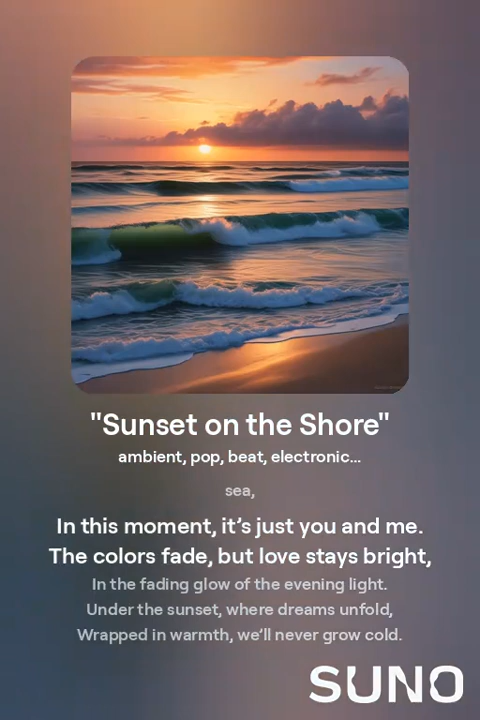 "Sunset on the Shore"
ambient, pop, beat, electronic...
sea,
In this moment, it's just you and me.
The colors fade, but love stays bright,
In the fading glow of the evening light.
Under the sunset, where dreams unfold,
Wrapped in warmth, we'll never grow cold.
SUNO